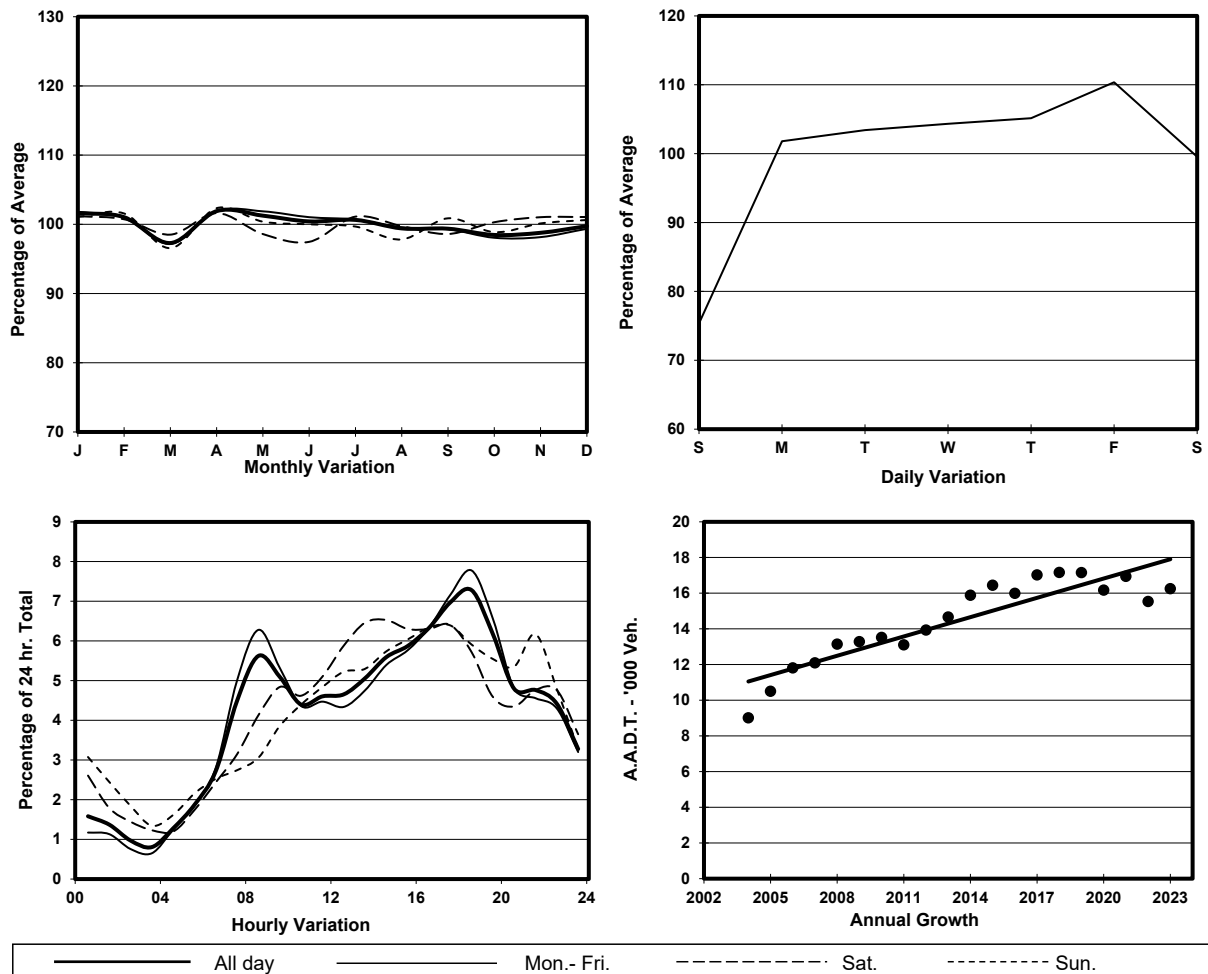 130
120
110
100
90
80
70
Percentage of Average
J F M A M J J A S O N D
Monthly Variation
120
110
100
90
80
70
60
Percentage of Average
S M T W T F S
Daily Variation
9
8
7
6
5
4
3
2
1
0
Percentage of 24 hr. Total
00 04 08 12 16 20 24
Hourly Variation
20
18
16
14
12
10
8
6
4
2
0
A.A.D.T. - '000 Veh.
2002 2005 2008 2011 2014 2017 2020 2023
Annual Growth
All day Mon.- Fri. Sat. Sun.